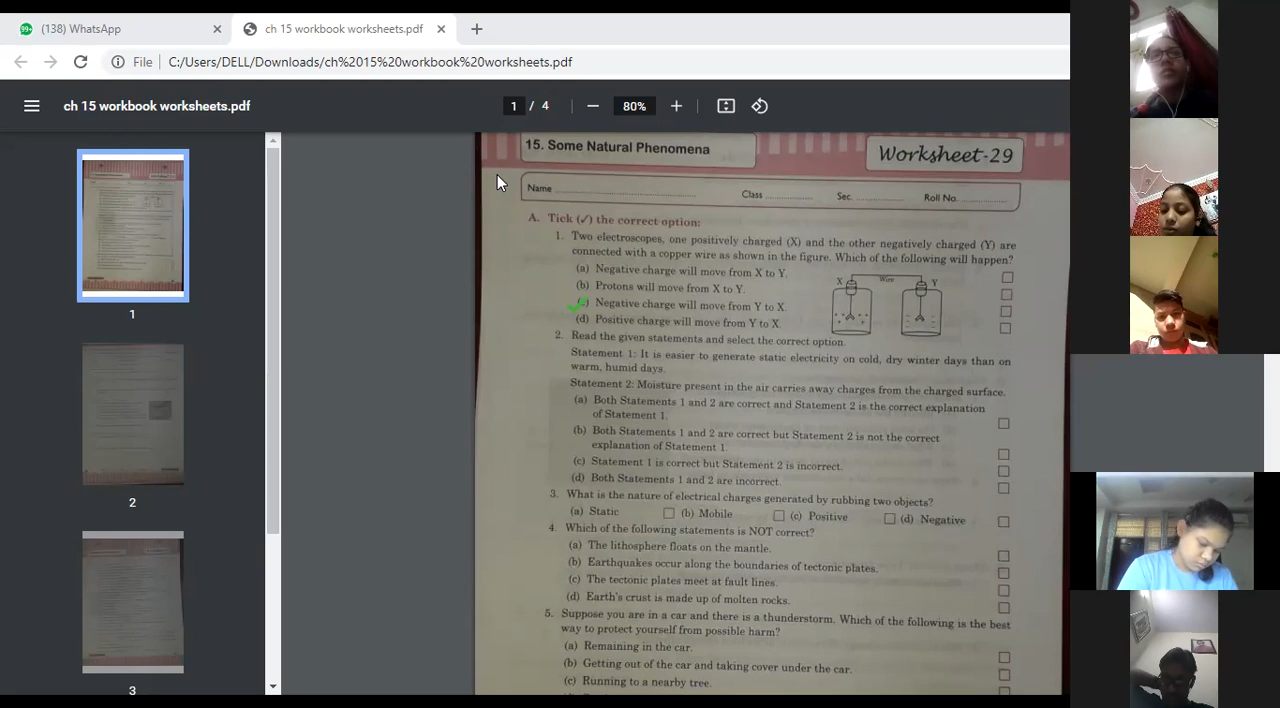 (138) WhatsApp
ch 15 workbook worksheets.pdf
File
C:/Users/DELL/Downloads/ch%2015%20workbook%20worksheets.pdf
ch 15 workbook worksheets.pdf
1 / 4
80%
1
2
3
15. Some Natural Phenomena
Worksheet-29
Name
Class
Sec.
Roll No.
A. Tick (✓) the correct option:
1. Two electroscopes, one positively charged (X) and the other negatively charged (Y) are
connected with a copper wire as shown in the figure. Which of the following will happen?
(a) Negative charge will move from X to Y.
(b) Protons will move from X to Y.
Negative charge will move from Y to X.
(d) Positive charge will move from Y to X.
X
Wire
Y
2. Read the given statements and select the correct option.
Statement 1: It is easier to generate static electricity on cold, dry winter days than on
warm, humid days.
Statement 2: Moisture present in the air carries away charges from the charged surface.
(a) Both Statements 1 and 2 are correct and Statement 2 is the correct explanation
of Statement 1.
(b) Both Statements 1 and 2 are correct but Statement 2 is not the correct
explanation of Statement 1.
(c) Statement 1 is correct but Statement 2 is incorrect.
(d) Both Statements 1 and 2 are incorrect.
3. What is the nature of electrical charges generated by rubbing two objects?
(a) Static (b) Mobile (c) Positive (d) Negative
4. Which of the following statements is NOT correct?
(a) The lithosphere floats on the mantle.
(b) Earthquakes occur along the boundaries of tectonic plates.
(c) The tectonic plates meet at fault lines.
(d) Earth's crust is made up of molten rocks.
5. Suppose you are in a car and there is a thunderstorm. Which of the following is the best
way to protect yourself from possible harm?
(a) Remaining in the car.
(b) Getting out of the car and taking cover under the car.
(c) Running to a nearby tree.